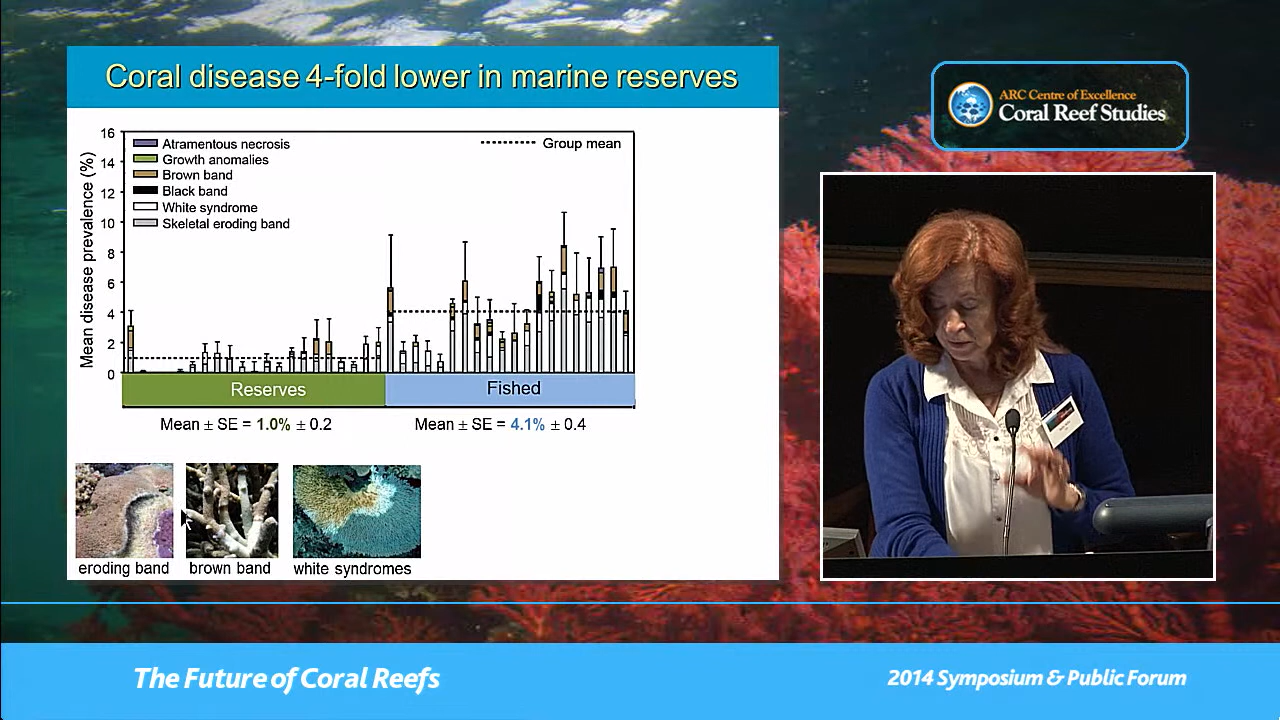 Coral disease 4-fold lower in marine reserves
ARC Centre of Excellence
Coral Reef Studies
Mean disease prevalence (%)
16
14
12
10
8
6
4
2
0
Atramentous necrosis
Growth anomalies
Brown band
Black band
White syndrome
Skeletal eroding band
Group mean
Reserves
Fished
Mean ± SE = 1.0% ± 0.2
Mean ± SE = 4.1% ± 0.4
eroding band
brown band
white syndromes
The Future of Coral Reefs
2014 Symposium & Public Forum